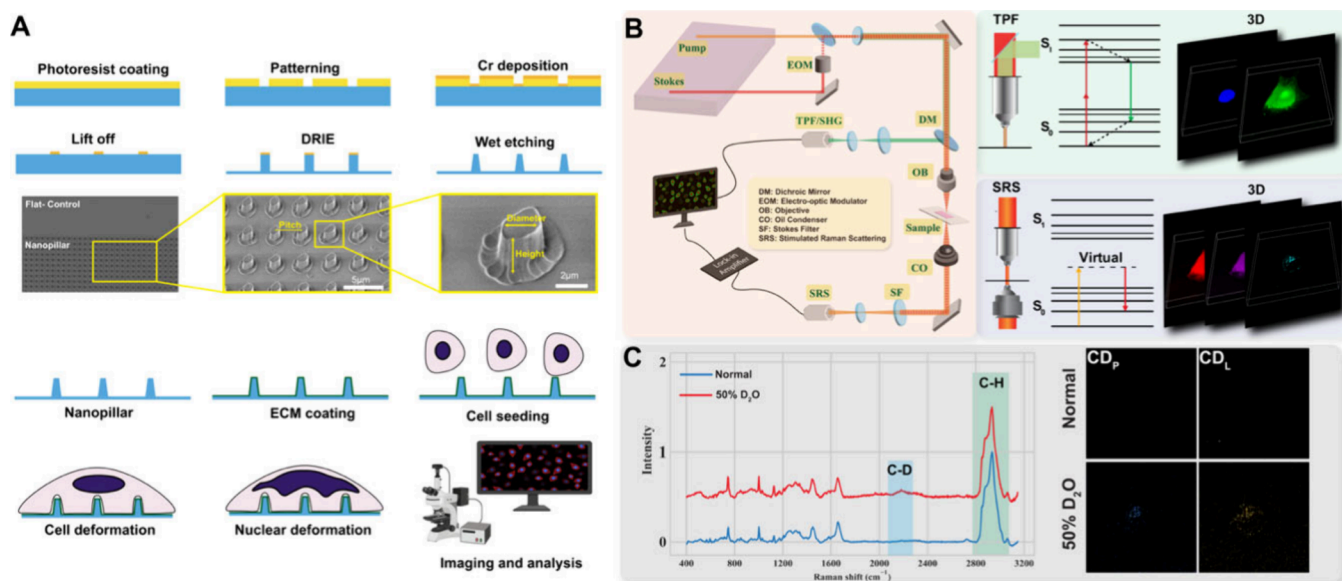 A
Photoresist coating
Patterning
Cr deposition
Lift off
DRIE
Wet etching
Flat- Control
Nanopillar
Pitch
5μm
Diameter
Height
2μm
Nanopillar
ECM coating
Cell seeding
Cell deformation
Nuclear deformation
Imaging and analysis
B
Pump
Stokes
EOM
TPF/SHG
DM
OB
DM: Dichroic Mirror
EOM: Electro-optic Modulator
OB: Objective
CO: Oil Condenser
SF: Stokes Filter
SRS: Stimulated Raman Scattering
Sample
Lock-in
Amplifier
CO
SRS
SF
TPF
S1
S0
3D
SRS
S1
Virtual
S0
3D
C
Normal
50% D2O
C-D
C-H
Intensity
2
1
0
400
800
1200
1600
2000
2400
2800
3200
Raman shift (cm⁻¹)
CDP
CDL
Normal
50% D2O